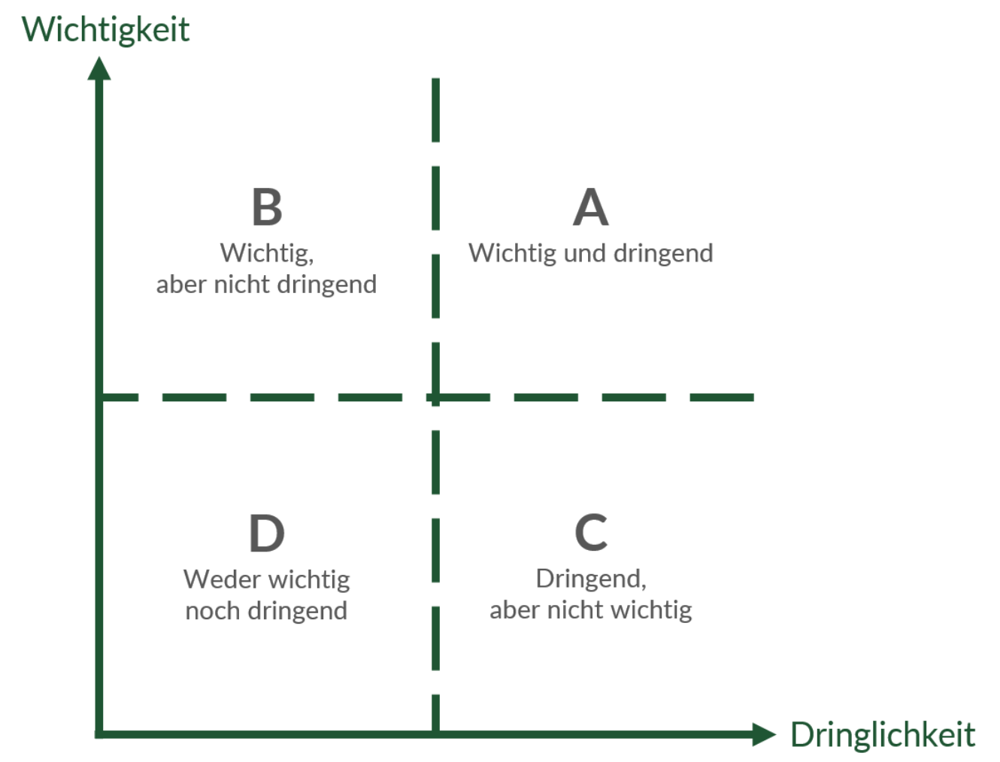 Wichtigkeit
B
Wichtig,
aber nicht dringend
A
Wichtig und dringend
D
Weder wichtig
noch dringend
C
Dringend,
aber nicht wichtig
Dringlichkeit